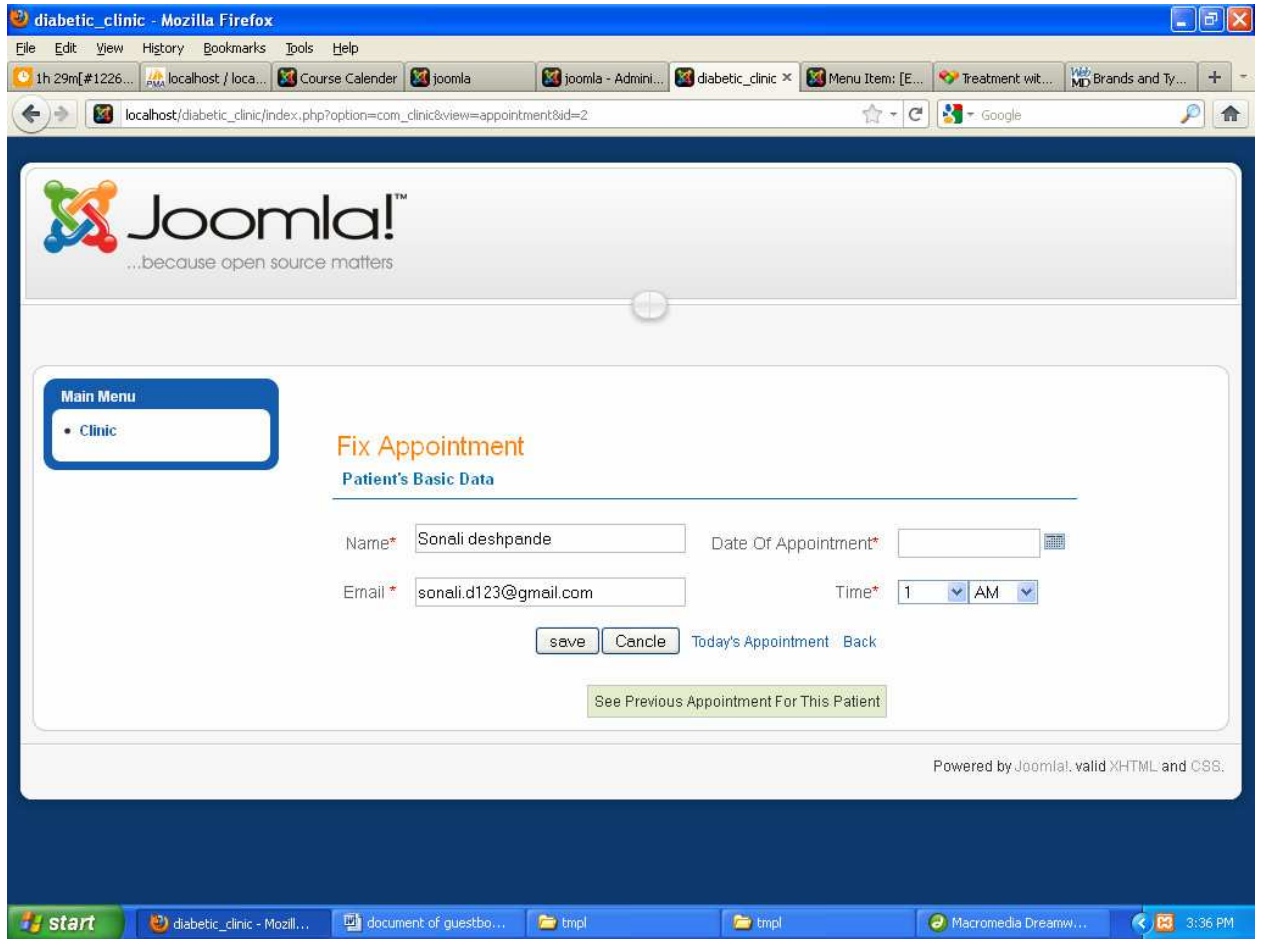 diabetic_clinic - Mozilla Firefox
File Edit View History Bookmarks Tools Help
1h 29m[#1226... localhost / loca... Course Calender joomla joomla - Admini... diabetic_clinic × Menu Item: [E... Treatment wit... Brands and Ty... +
localhost/diabetic_clinic/index.php?option=com_clinic&view=appointment&id=2 Google
Joomla!™
...because open source matters
Main Menu
• Clinic
Fix Appointment
Patient's Basic Data
Name* Sonali deshpande Date Of Appointment*
Email * sonali.d123@gmail.com Time* 1 AM
save Cancle Today's Appointment Back
See Previous Appointment For This Patient
Powered by Joomla!. valid XHTML and CSS.
start diabetic_clinic - Mozill... document of guestbo... tmpl tmpl Macromedia Dreamw... 3:36 PM